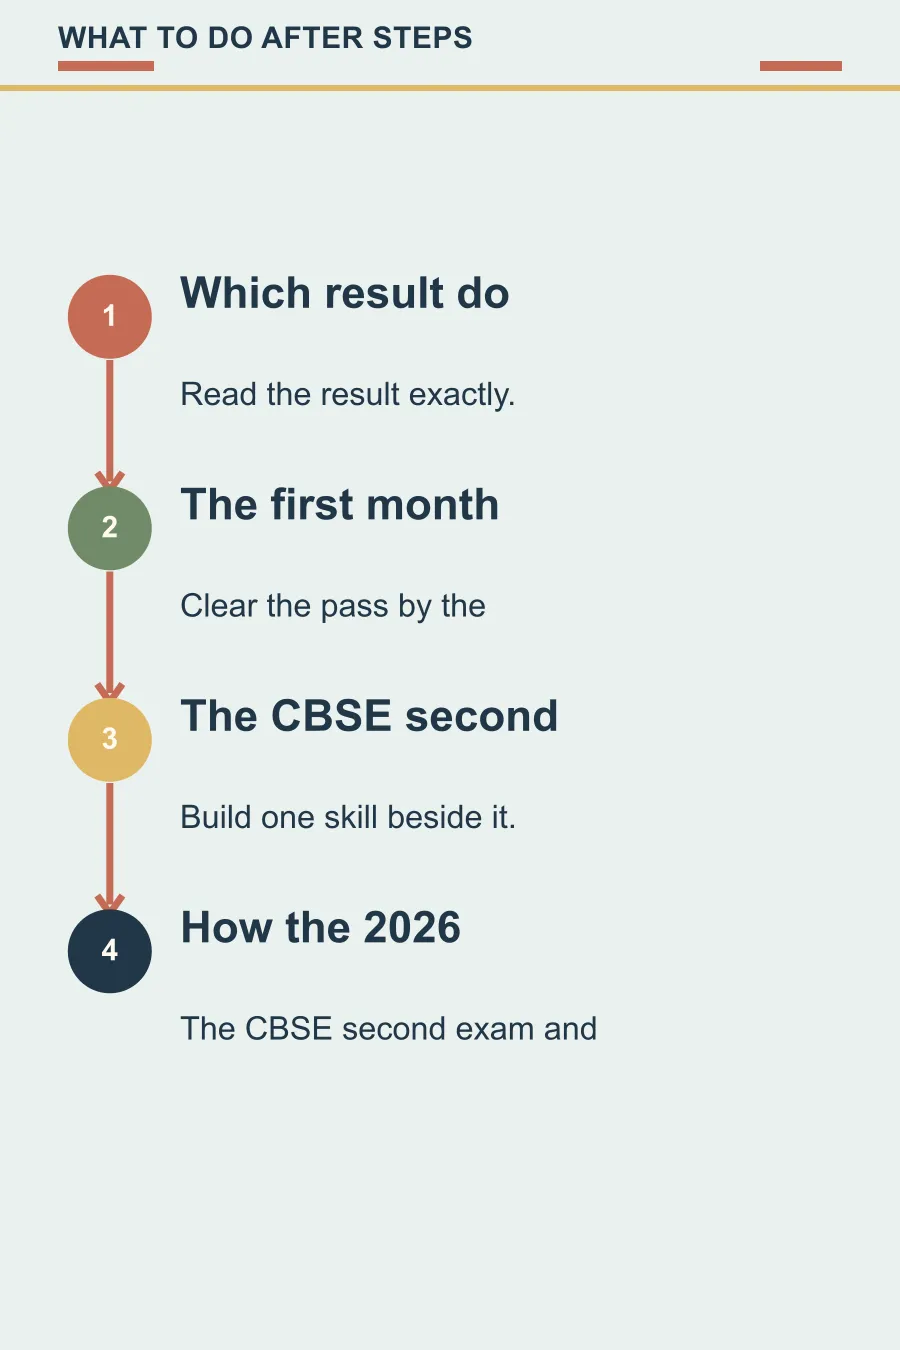 WHAT TO DO AFTER STEPS
1
Which result do
Read the result exactly.
2
The first month
Clear the pass by the
3
The CBSE second
Build one skill beside it.
4
How the 2026
The CBSE second exam and